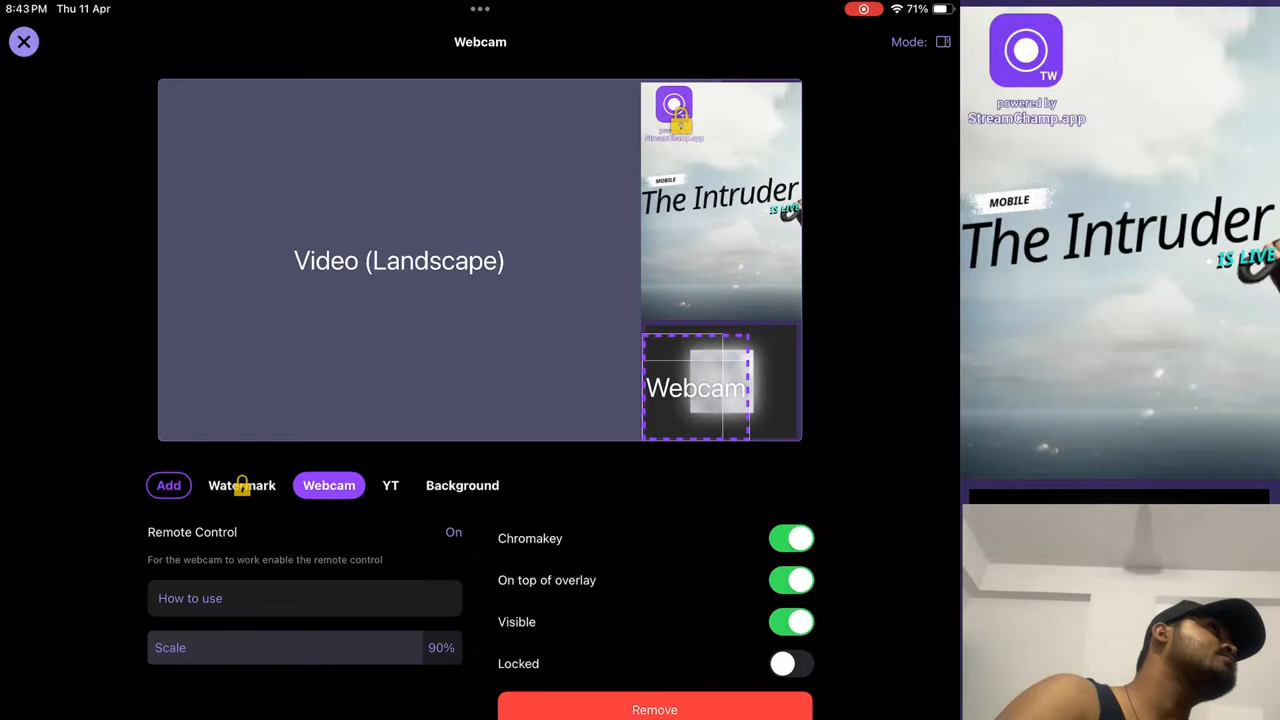 8:43 PM Thu 11 Apr
71%
Webcam
Mode:
TW
powered by
StreamChamp.app
StreamChamp.app
MOBILE
The Intruder
IS LIVE
MOBILE
The Intruder
IS LIVE
Video (Landscape)
Webcam
Add
Watermark
Webcam
YT
Background
Remote Control
On
For the webcam to work enable the remote control
How to use
Scale
90%
Chromakey
On top of overlay
Visible
Locked
Remove